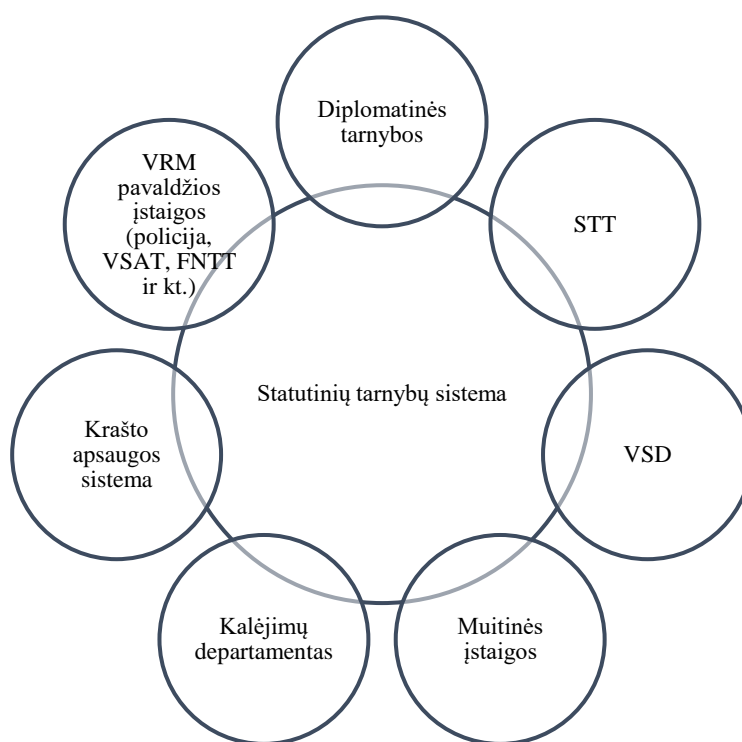 Diplomatinės
tarnybos
VRM
pavaldžios
įstaigos
(policija,
VSAT, FNTT
ir kt.)
STT
Statutinių tarnybų sistema
Krašto
apsaugos
sistema
VSD
Kalėjimų
departamentas
Muitinės
įstaigos